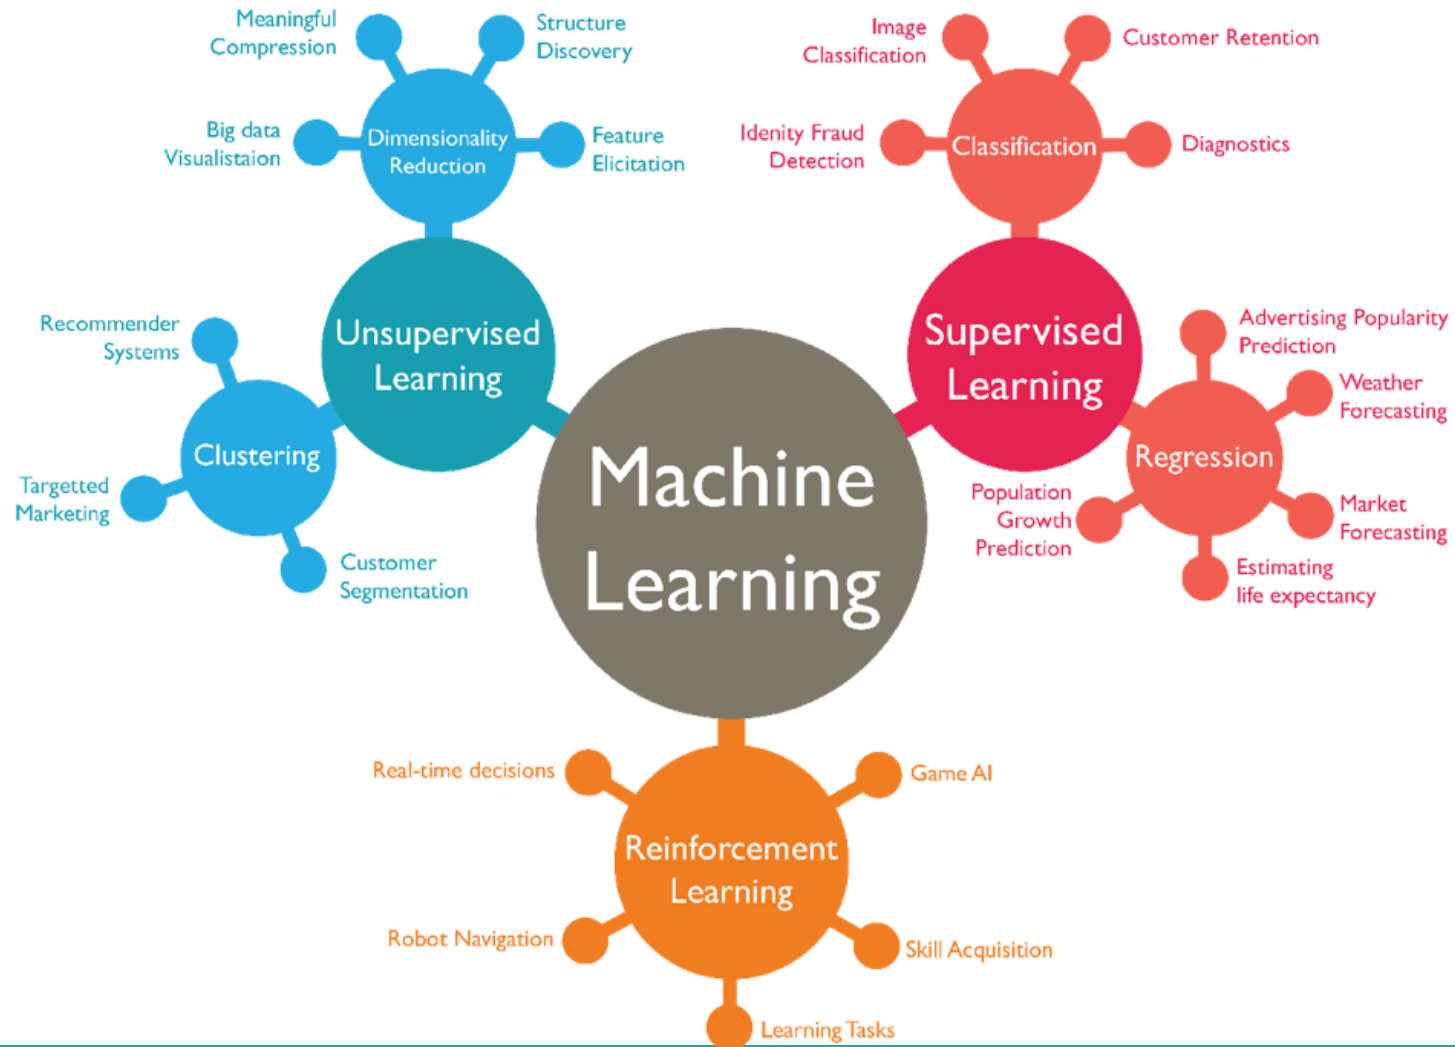 Meaningful
Compression
Structure
Discovery
Big data
Visualistaion
Dimensionality
Reduction
Feature
Elicitation
Image
Classification
Customer Retention
Idenity Fraud
Detection
Classification
Diagnostics
Unsupervised
Learning
Recommender
Systems
Clustering
Targetted
Marketing
Customer
Segmentation
Supervised
Learning
Advertising Popularity
Prediction
Weather
Forecasting
Regression
Population
Growth
Prediction
Market
Forecasting
Estimating
life expectancy
Machine
Learning
Real-time decisions
Game AI
Reinforcement
Learning
Robot Navigation
Skill Acquisition
Learning Tasks